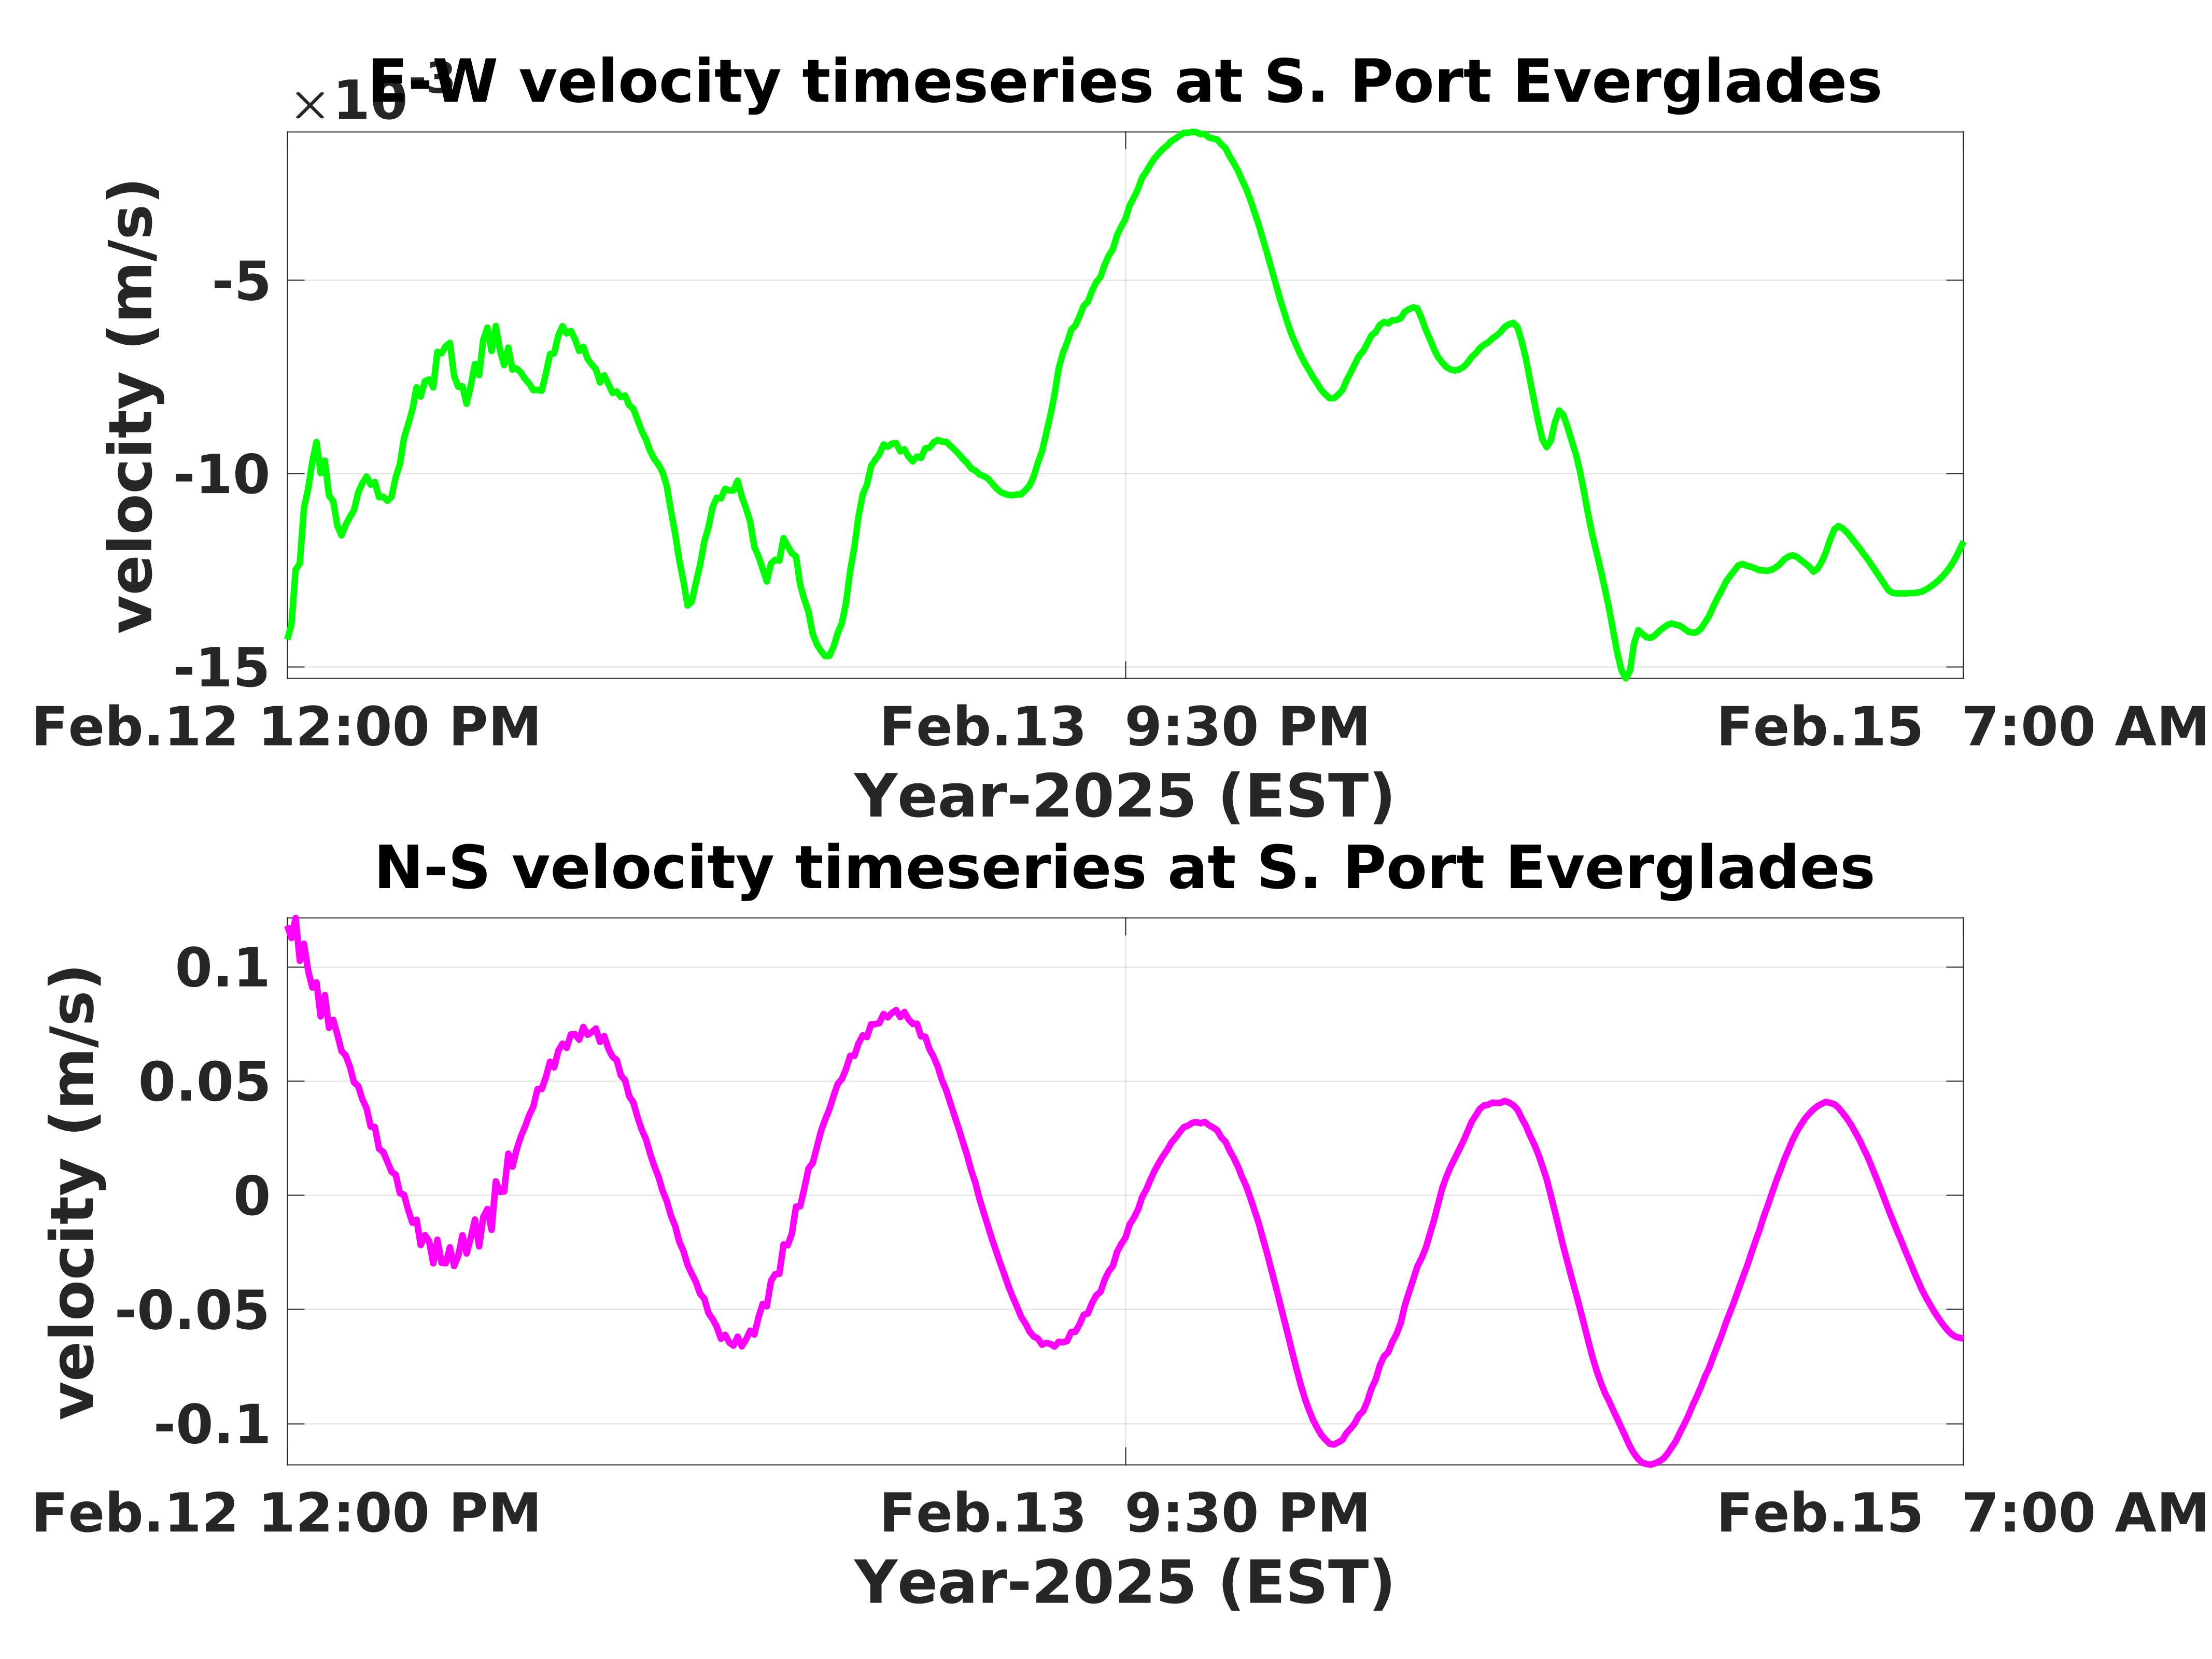 E-W velocity timeseries at S. Port Everglades
×10-3
velocity (m/s)
-5
-10
-15
Feb.12 12:00 PM Feb.13 9:30 PM Feb.15 7:00 AM
Year-2025 (EST)
N-S velocity timeseries at S. Port Everglades
velocity (m/s)
0.1
0.05
0
-0.05
-0.1
Feb.12 12:00 PM Feb.13 9:30 PM Feb.15 7:00 AM
Year-2025 (EST)